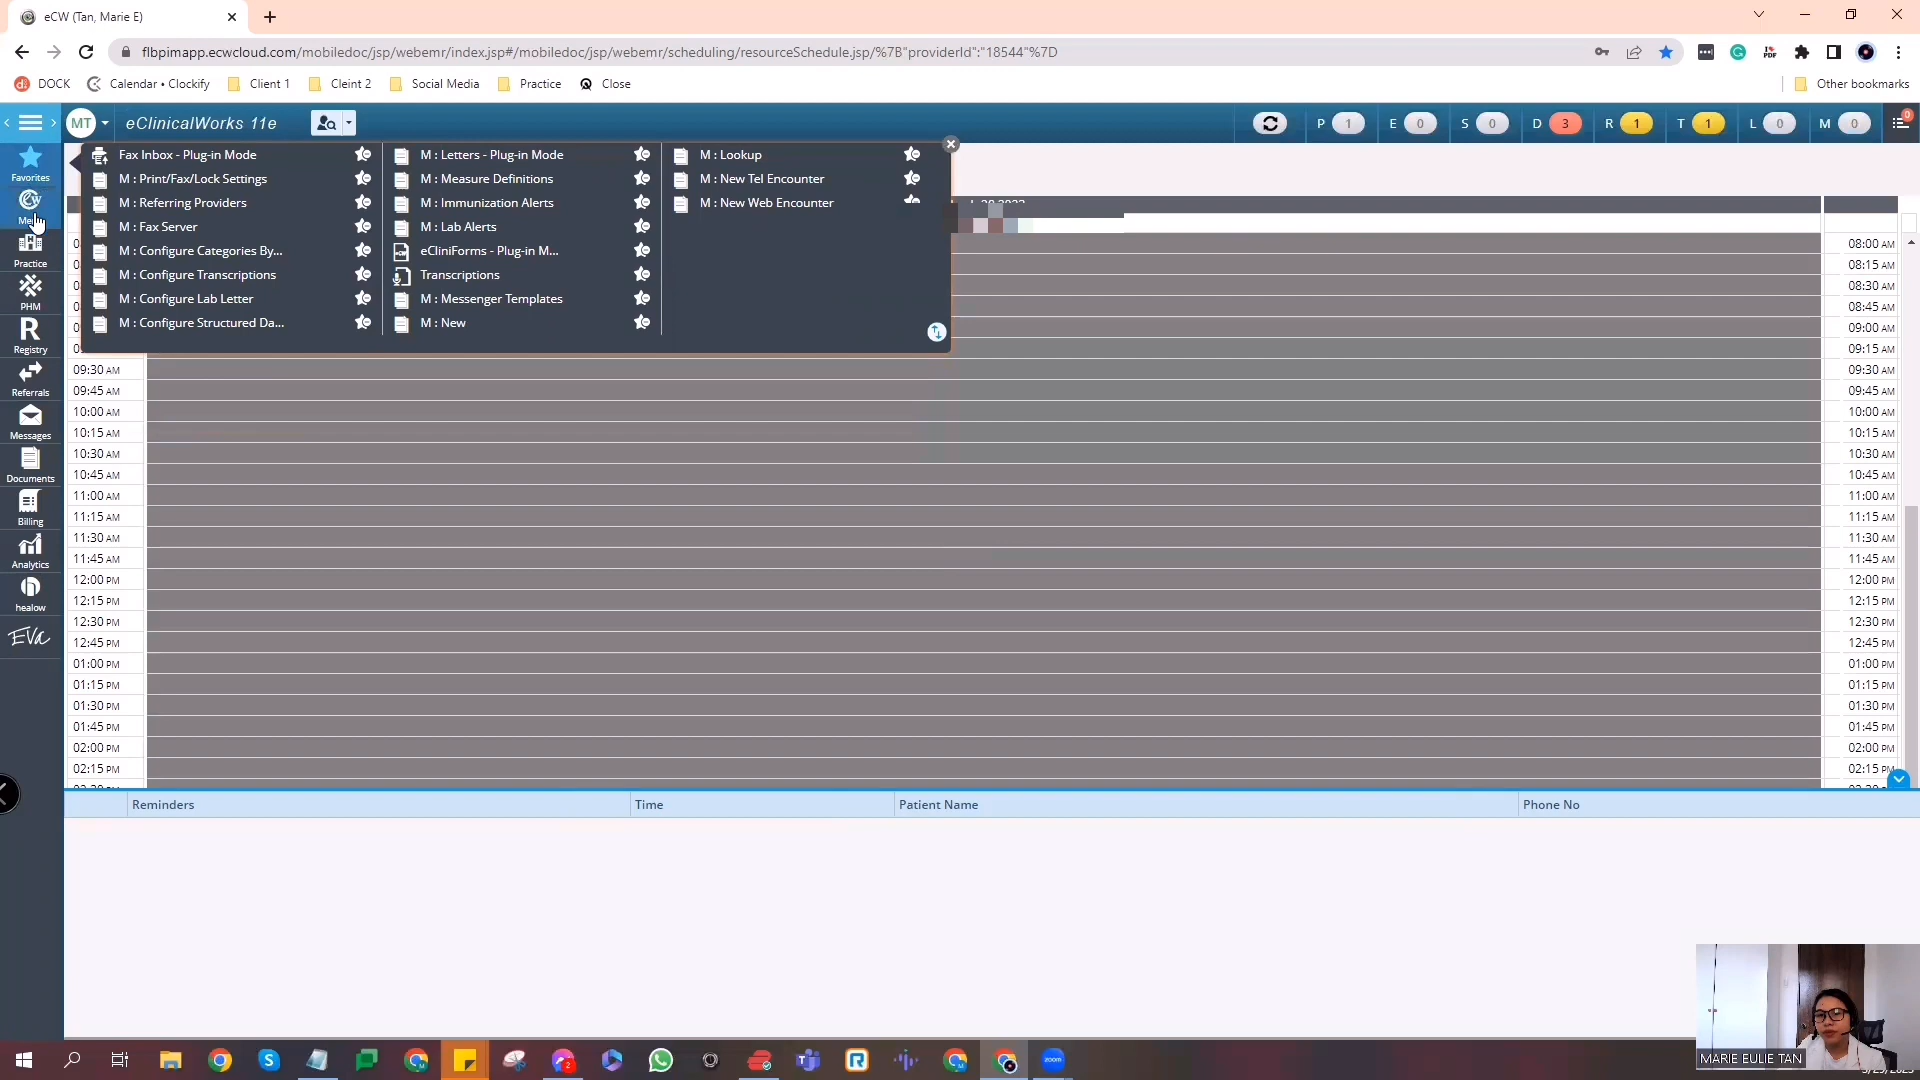 eCW (Tan, Marie E)
flbpimapp.ecwcloud.com/mobiledoc/jsp/webemr/index.jsp#/mobiledoc/jsp/webemr/scheduling/resourceSchedule.jsp/%7B"providerId":"18544"%7D
DOCK Calendar • Clockify Client 1 Cleint 2 Social Media Practice Close Other bookmarks
MT eClinicalWorks 11e P 1 E 0 S 0 D 3 R 1 T 1 L 0 M 0 0
Favorites
Practice
PHM
Registry
Referrals
Messages
Documents
Billing
Analytics
healow
EVA
Fax Inbox - Plug-in Mode
M : Print/Fax/Lock Settings
M : Referring Providers
M : Fax Server
M : Configure Categories By...
M : Configure Transcriptions
M : Configure Lab Letter
M : Configure Structured Da...
M : Letters - Plug-in Mode
M : Measure Definitions
M : Immunization Alerts
M : Lab Alerts
eCliniForms - Plug-in M...
Transcriptions
M : Messenger Templates
M : New
M : Lookup
M : New Tel Encounter
M : New Web Encounter
09:30 AM
09:45 AM
10:00 AM
10:15 AM
10:30 AM
10:45 AM
11:00 AM
11:15 AM
11:30 AM
11:45 AM
12:00 PM
12:15 PM
12:30 PM
12:45 PM
01:00 PM
01:15 PM
01:30 PM
01:45 PM
02:00 PM
02:15 PM
08:00 AM
08:15 AM
08:30 AM
08:45 AM
09:00 AM
09:15 AM
09:30 AM
09:45 AM
10:00 AM
10:15 AM
10:30 AM
10:45 AM
11:00 AM
11:15 AM
11:30 AM
11:45 AM
12:00 PM
12:15 PM
12:30 PM
12:45 PM
01:00 PM
01:15 PM
01:30 PM
01:45 PM
02:00 PM
02:15 PM
Reminders Time Patient Name Phone No
MARIE EULIE TAN
zoom